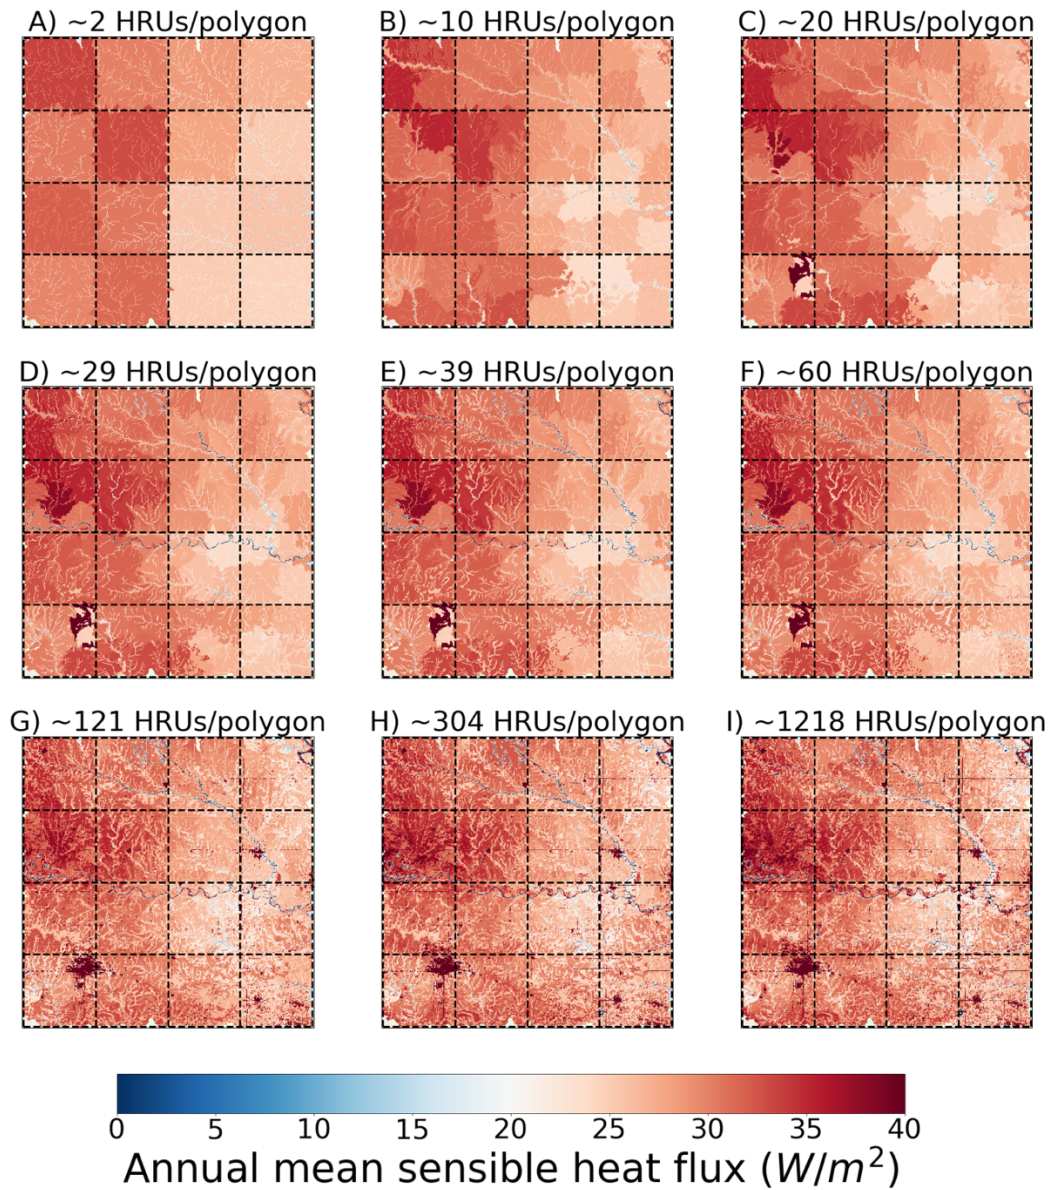 A) ~2 HRUs/polygon
B) ~10 HRUs/polygon
C) ~20 HRUs/polygon
D) ~29 HRUs/polygon
E) ~39 HRUs/polygon
F) ~60 HRUs/polygon
G) ~121 HRUs/polygon
H) ~304 HRUs/polygon
I) ~1218 HRUs/polygon
0 5 10 15 20 25 30 35 40
Annual mean sensible heat flux (W/m²)